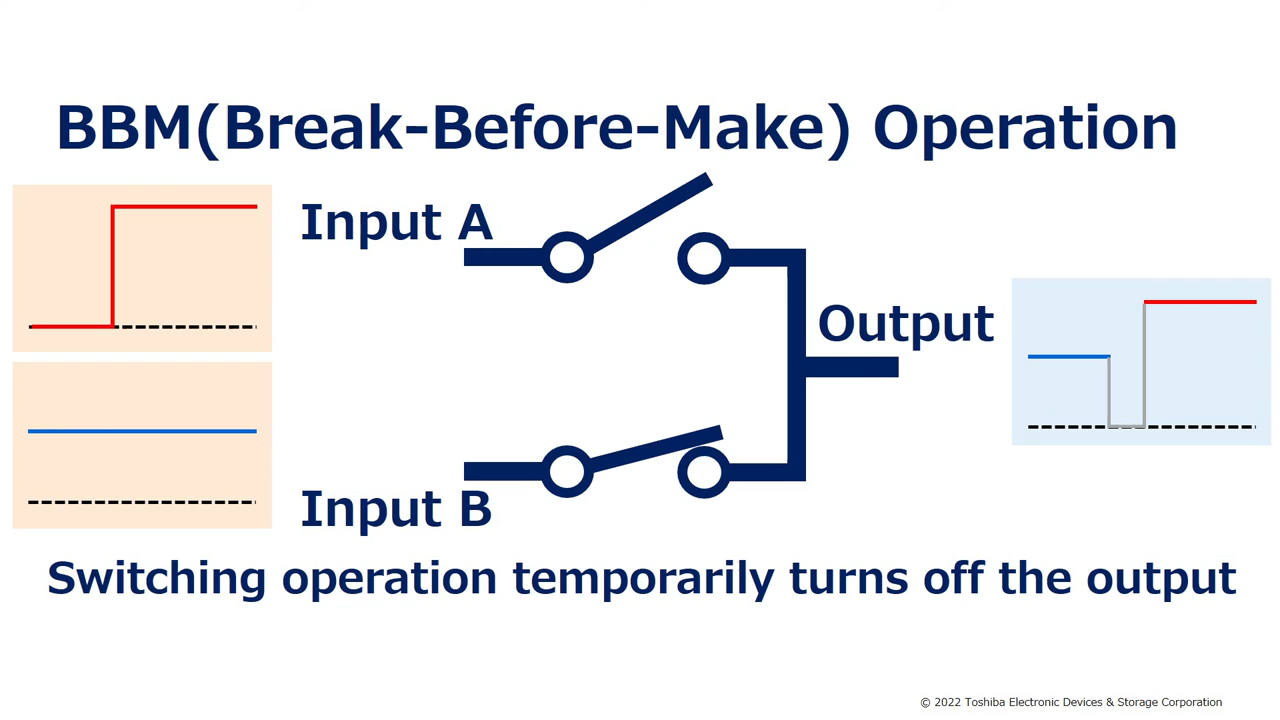 BBM(Break-Before-Make) Operation
Input A
Output
Input B
Switching operation temporarily turns off the output
© 2022 Toshiba Electronic Devices & Storage Corporation